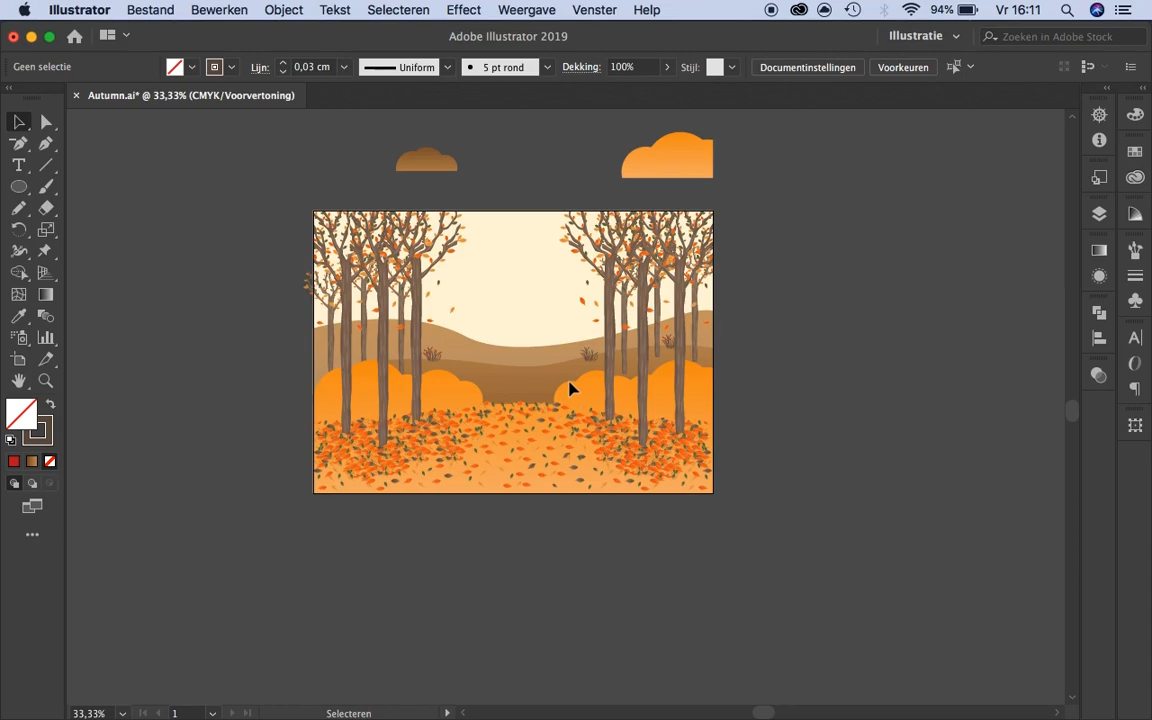 Illustrator Bestand Bewerken Object Tekst Selecteren Effect Weergave Venster Help 94% Vr 16:11
Adobe Illustrator 2019 Illustratie Zoeken in Adobe Stock
Geen selectie Lijn: 0,03 cm Uniform 5 pt rond Dekking: 100% Stijl: Documentinstellingen Voorkeuren
Autumn.ai* @ 33,33% (CMYK/Voorvertoning)
33,33% 1 Selecteren